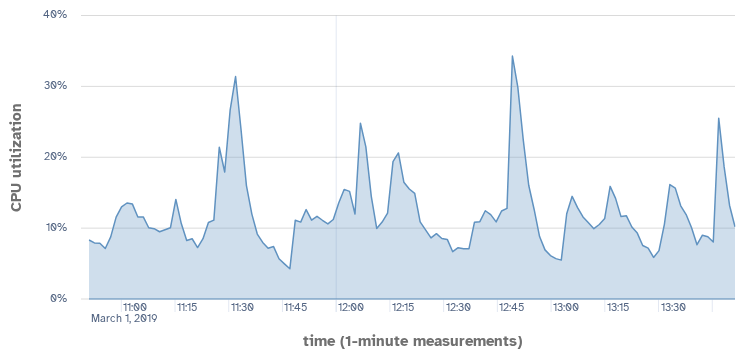 40%
30%
20%
10%
0%
CPU utilization
11:00 11:15 11:30 11:45 12:00 12:15 12:30 12:45 13:00 13:15 13:30
March 1, 2019
time (1-minute measurements)